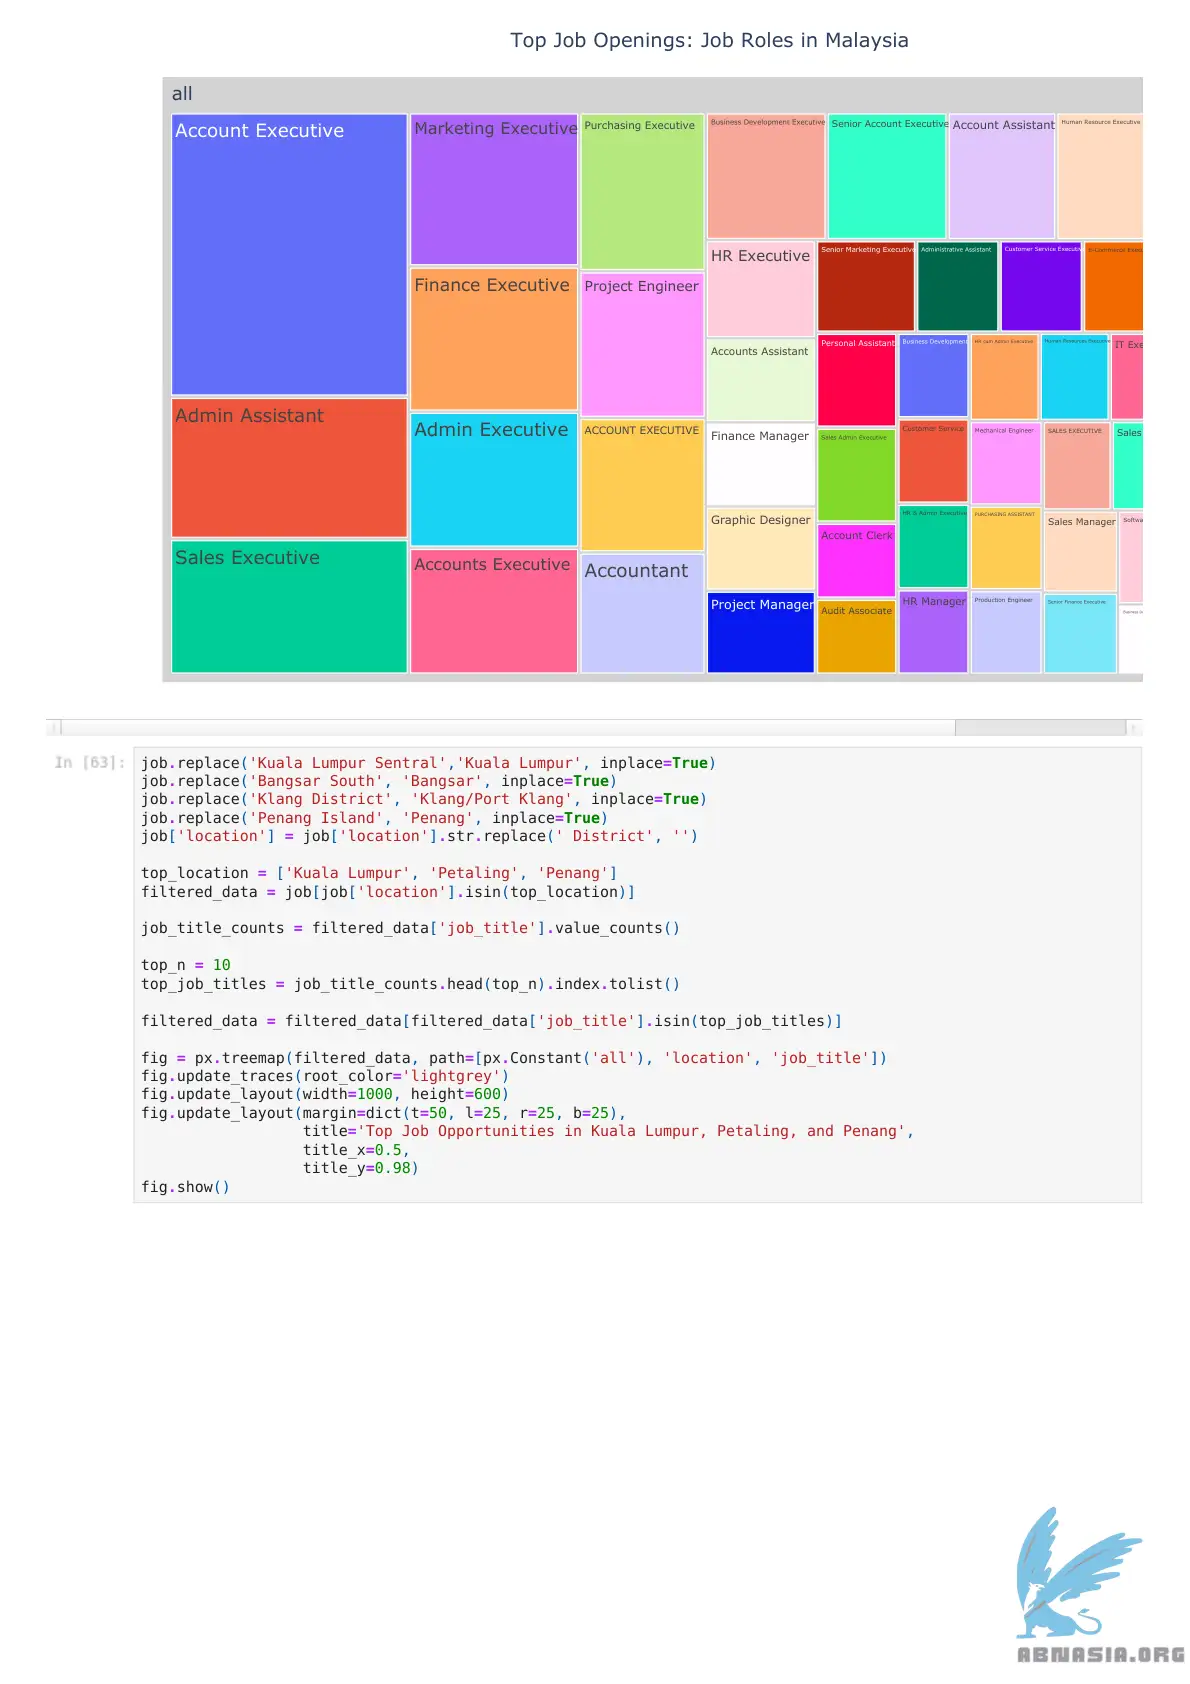 Top Job Openings: Job Roles in Malaysia
all
Account Executive
Marketing Executive
Purchasing Executive
Business Development Executive
Senior Account Executive
Account Assistant
Human Resource Executive
HR Executive
Senior Marketing Executive
Administrative Assistant
Customer Service Executive
Finance Executive
Project Engineer
Accounts Assistant
Personal Assistant
Business Development
HR cum Admin Executive
Human Resources Executive
IT Exe
Admin Assistant
Admin Executive
ACCOUNT EXECUTIVE
Finance Manager
Sales Admin Executive
Customer Service
Mechanical Engineer
SALES EXECUTIVE
Sales
Graphic Designer
Account Clerk
HR & Admin Executive
PURCHASING ASSISTANT
Sales Manager
Softwa
Sales Executive
Accounts Executive
Accountant
Project Manager
Audit Associate
HR Manager
Production Engineer
Senior Finance Executive
In [63]:
job.replace('Kuala Lumpur Sentral','Kuala Lumpur', inplace=True)
job.replace('Bangsar South', 'Bangsar', inplace=True)
job.replace('Klang District', 'Klang/Port Klang', inplace=True)
job.replace('Penang Island', 'Penang', inplace=True)
job['location'] = job['location'].str.replace(' District', '')
top_location = ['Kuala Lumpur', 'Petaling', 'Penang']
filtered_data = job[job['location'].isin(top_location)]
job_title_counts = filtered_data['job_title'].value_counts()
top_n = 10
top_job_titles = job_title_counts.head(top_n).index.tolist()
filtered_data = filtered_data[filtered_data['job_title'].isin(top_job_titles)]
fig = px.treemap(filtered_data, path=[px.Constant('all'), 'location', 'job_title'])
fig.update_traces(root_color='lightgrey')
fig.update_layout(width=1000, height=600)
fig.update_layout(margin=dict(t=50, l=25, r=25, b=25),
title='Top Job Opportunities in Kuala Lumpur, Petaling, and Penang',
title_x=0.5,
title_y=0.98)
fig.show()
ABNASIA.ORG